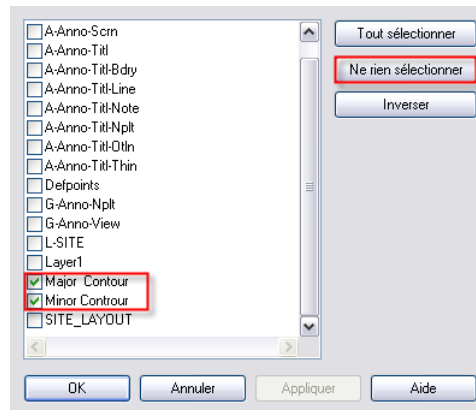 A-Anno-Scrn
A-Anno-Titl
A-Anno-Titl-Bdry
A-Anno-Titl-Line
A-Anno-Titl-Note
A-Anno-Titl-Nplt
A-Anno-Titl-Otln
A-Anno-Titl-Thin
Defpoints
G-Anno-Nplt
G-Anno-View
L-SITE
Layer1
Major Contour
Minor Controur
SITE_LAYOUT
Tout sélectionner
Ne rien sélectionner
Inverser
OK
Annuler
Appliquer
Aide